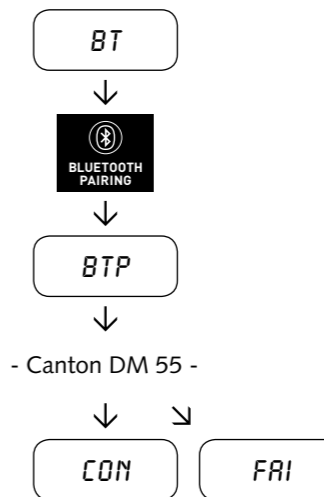 BT
BLUETOOTH
PAIRING
BTP
- Canton DM 55 -
CON FAI